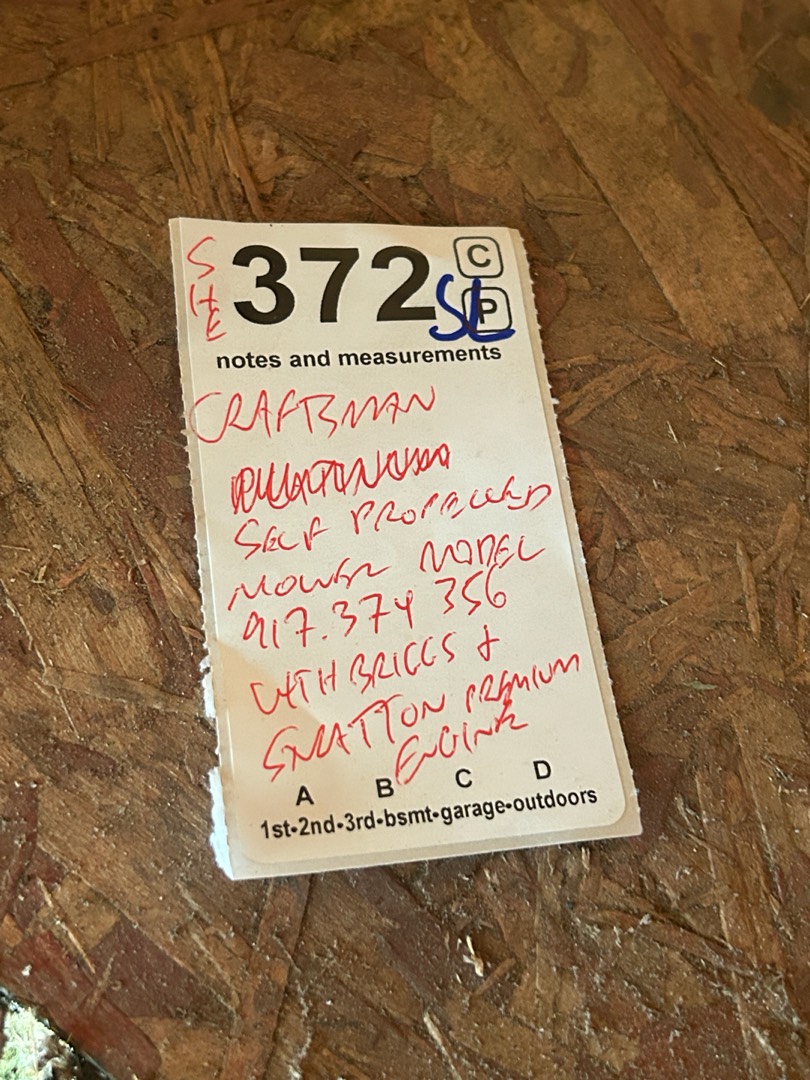 SHE
372
C
P
SL
notes and measurements
CRAFTSMAN
SELF PROPELLED
MOWER MODEL
917.374 356
WITH BRIGGS &
STRATTON PREMIUM
ENGINE
A B C D
1st-2nd-3rd-bsmt-garage-outdoors